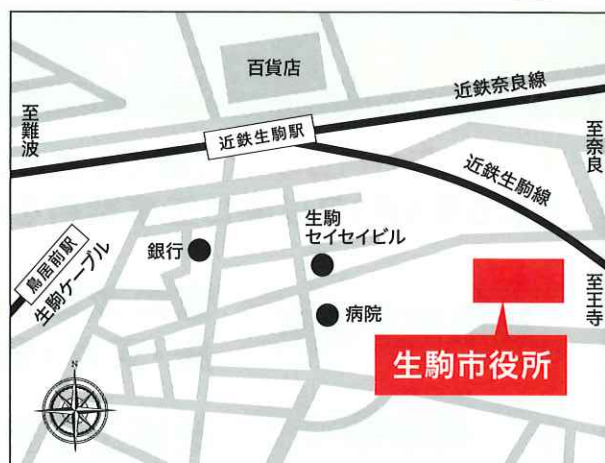 百貨店
近鉄奈良線
至難波
近鉄生駒駅
至奈良
近鉄生駒線
生駒
セイセイビル
銀行
鳥居前駅
生駒ケーブル
至王寺
病院
生駒市役所
N